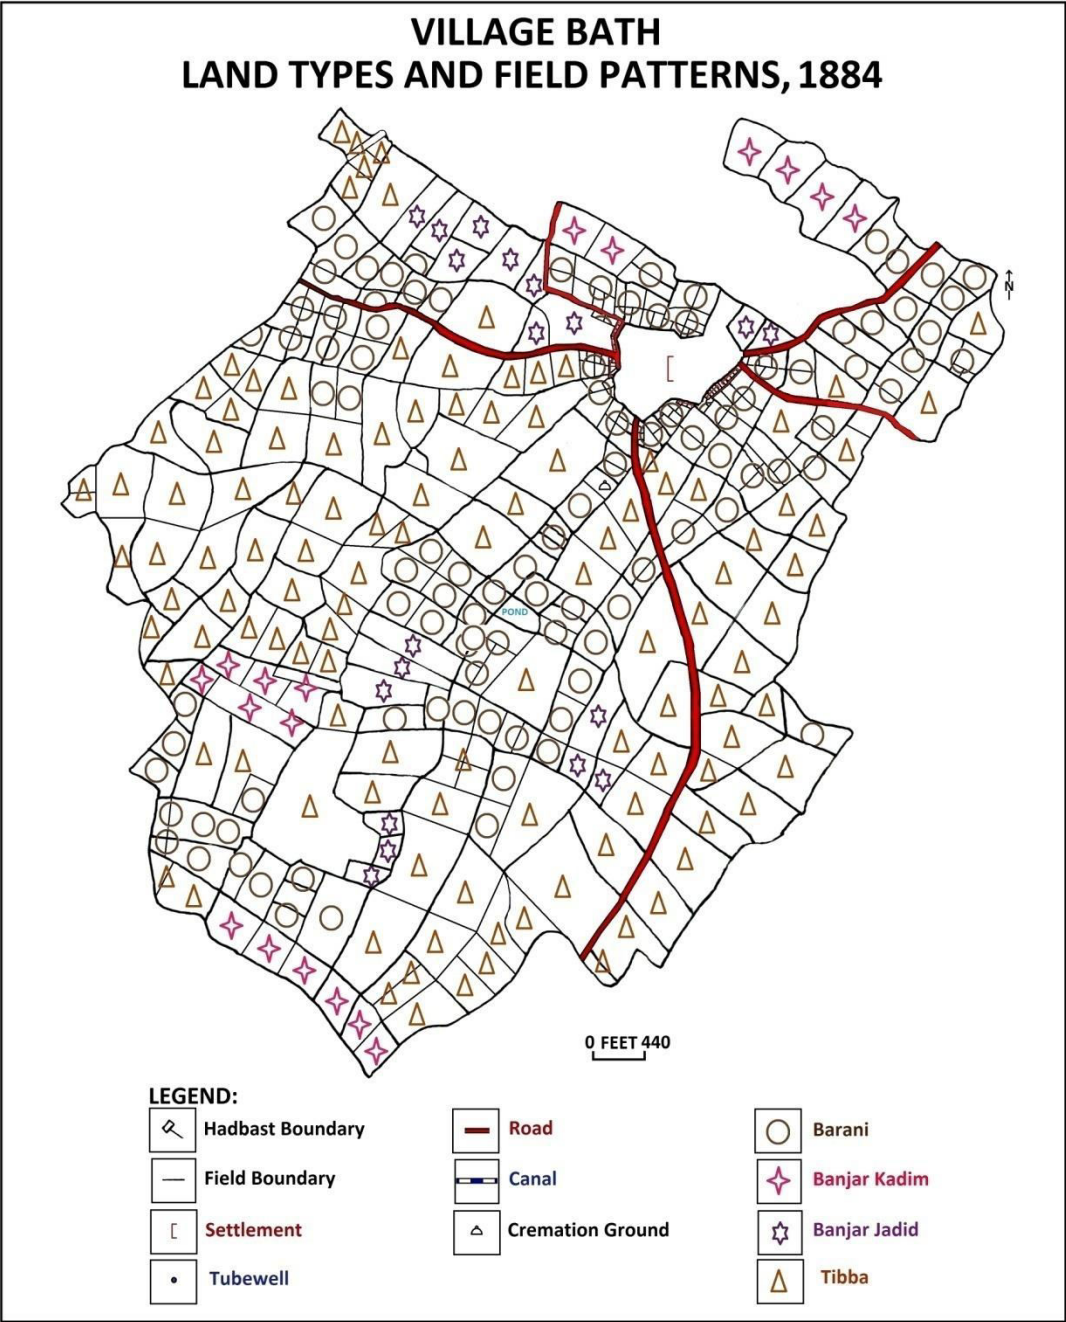 VILLAGE BATH
LAND TYPES AND FIELD PATTERNS, 1884
N
POND
0 FEET 440
LEGEND:
Hadbast Boundary
Road
Barani
Field Boundary
Canal
Banjar Kadim
Settlement
Cremation Ground
Banjar Jadid
Tubewell
Tibba